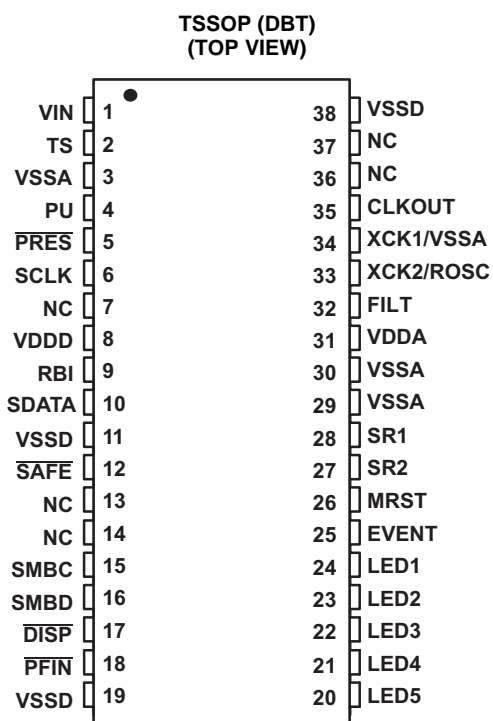 TSSOP (DBT)
(TOP VIEW)
VIN 1 38 VSSD
TS 2 37 NC
VSSA 3 36 NC
PU 4 35 CLKOUT
PRES 5 34 XCK1/VSSA
SCLK 6 33 XCK2/ROSC
NC 7 32 FILT
VDDD 8 31 VDDA
RBI 9 30 VSSA
SDATA 10 29 VSSA
VSSD 11 28 SR1
SAFE 12 27 SR2
NC 13 26 MRST
NC 14 25 EVENT
SMBC 15 24 LED1
SMBD 16 23 LED2
DISP 17 22 LED3
PFIN 18 21 LED4
VSSD 19 20 LED5